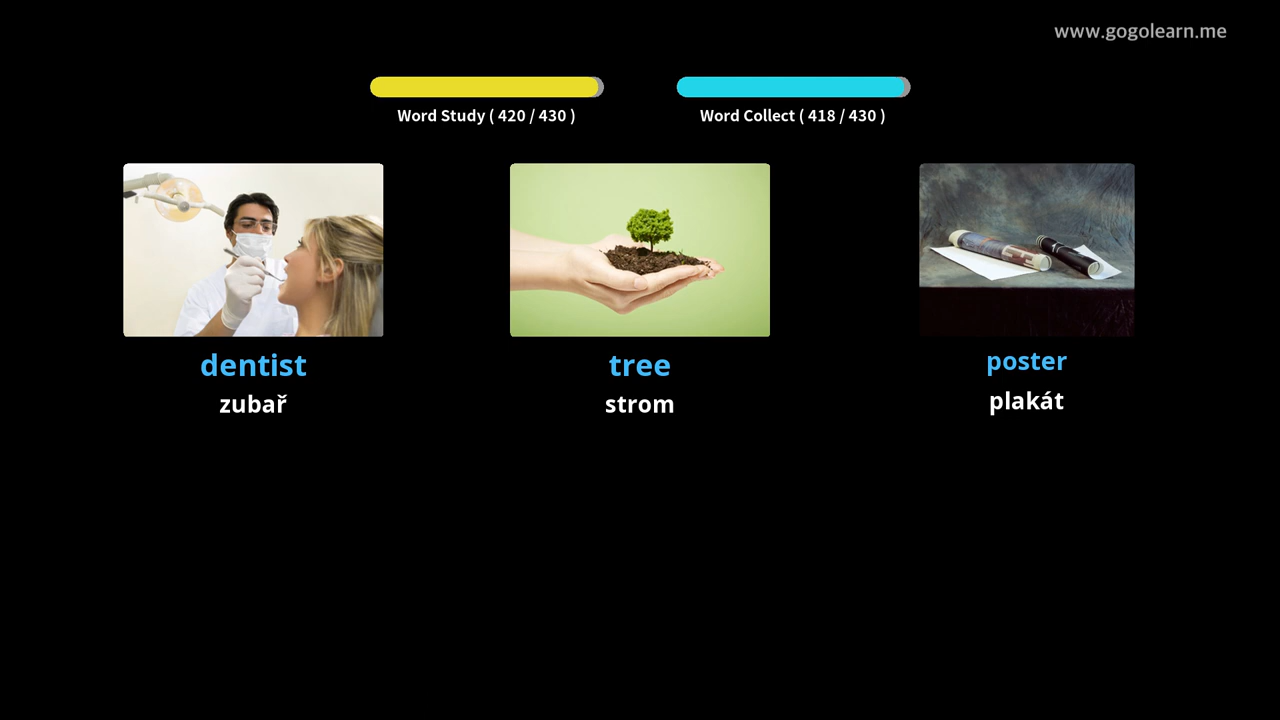 www.gogolearn.me
Word Study ( 420 / 430 )
Word Collect ( 418 / 430 )
dentist
zubař
tree
strom
poster
plakát